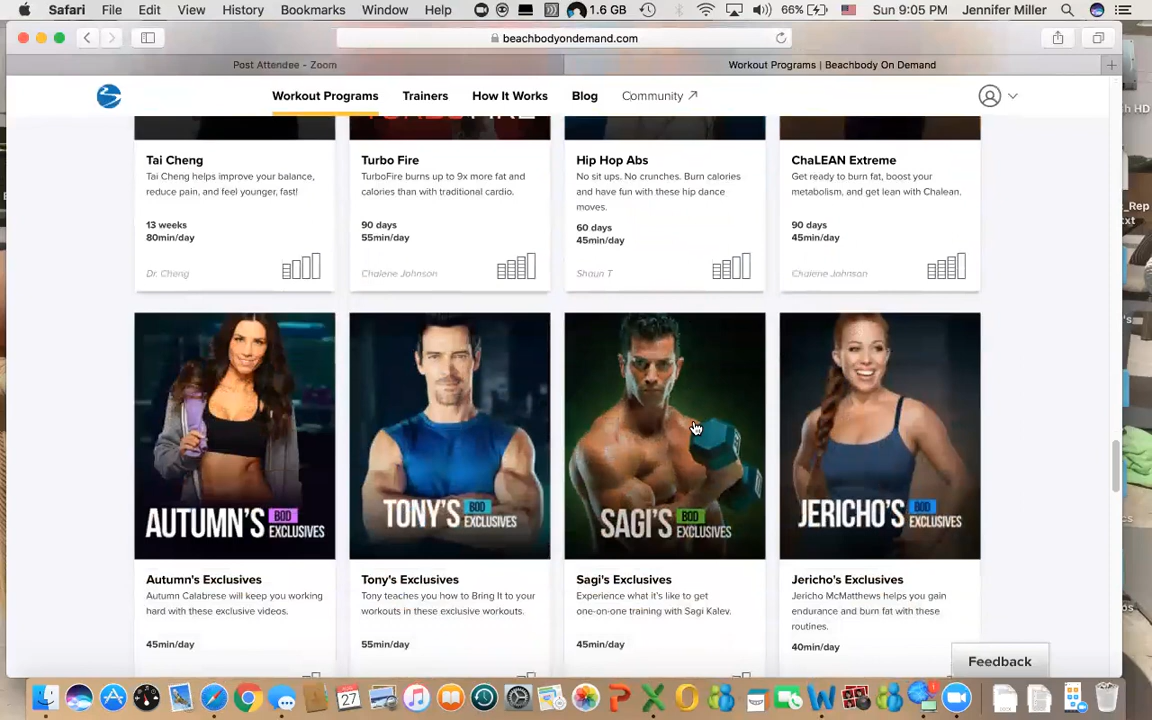 Safari File Edit View History Bookmarks Window Help 1.6 GB 66% Sun 9:05 PM Jennifer Miller
beachbodyondemand.com
Post Attendee - Zoom Workout Programs | Beachbody On Demand
Workout Programs Trainers How It Works Blog Community
Tai Cheng
Tai Cheng helps improve your balance,
reduce pain, and feel younger, fast!
13 weeks
80min/day
Dr. Cheng
Turbo Fire
TurboFire burns up to 9x more fat and
calories than with traditional cardio.
90 days
55min/day
Chalene Johnson
Hip Hop Abs
No sit ups. No crunches. Burn calories
and have fun with these hip dance
moves.
60 days
45min/day
Shaun T
ChaLEAN Extreme
Get ready to burn fat, boost your
metabolism, and get lean with Chalean.
90 days
45min/day
Chalene Johnson
AUTUMN'S BOD EXCLUSIVES
Autumn's Exclusives
Autumn Calabrese will keep you working
hard with these exclusive videos.
45min/day
TONY'S BOD EXCLUSIVES
Tony's Exclusives
Tony teaches you how to Bring It to your
workouts in these exclusive workouts.
55min/day
SAGI'S BOD EXCLUSIVES
Sagi's Exclusives
Experience what it's like to get
one-on-one training with Sagi Kalev.
45min/day
JERICHO'S BOD EXCLUSIVES
Jericho's Exclusives
Jericho McMatthews helps you gain
endurance and burn fat with these
routines.
40min/day
Feedback
27